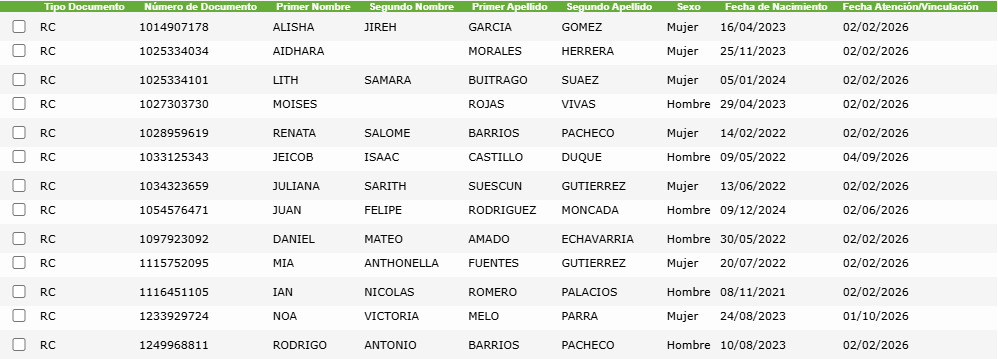 Tipo Documento Número de Documento Primer Nombre Segundo Nombre Primer Apellido Segundo Apellido Sexo Fecha de Nacimiento Fecha Atención/Vinculación
RC 1014907178 ALISHA JIREH GARCIA GOMEZ Mujer 16/04/2023 02/02/2026
RC 1025334034 AIDHARA MORALES HERRERA Mujer 25/11/2023 02/02/2026
RC 1025334101 LITH SAMARA BUITRAGO SUAEZ Mujer 05/01/2024 02/02/2026
RC 1027303730 MOISES ROJAS VIVAS Hombre 29/04/2023 02/02/2026
RC 1028959619 RENATA SALOME BARRIOS PACHECO Mujer 14/02/2022 02/02/2026
RC 1033125343 JEICOB ISAAC CASTILLO DUQUE Hombre 09/05/2022 04/09/2026
RC 1034323659 JULIANA SARITH SUESCUN GUTIERREZ Mujer 13/06/2022 02/02/2026
RC 1054576471 JUAN FELIPE RODRIGUEZ MONCADA Hombre 09/12/2024 02/06/2026
RC 1097923092 DANIEL MATEO AMADO ECHAVARRIA Hombre 30/05/2022 02/02/2026
RC 1115752095 MIA ANTHONELLA FUENTES GUTIERREZ Mujer 20/07/2022 02/02/2026
RC 1116451105 IAN NICOLAS ROMERO PALACIOS Hombre 08/11/2021 02/02/2026
RC 1233929724 NOA VICTORIA MELO PARRA Mujer 24/08/2023 01/10/2026
RC 1249968811 RODRIGO ANTONIO BARRIOS PACHECO Hombre 10/08/2023 02/02/2026